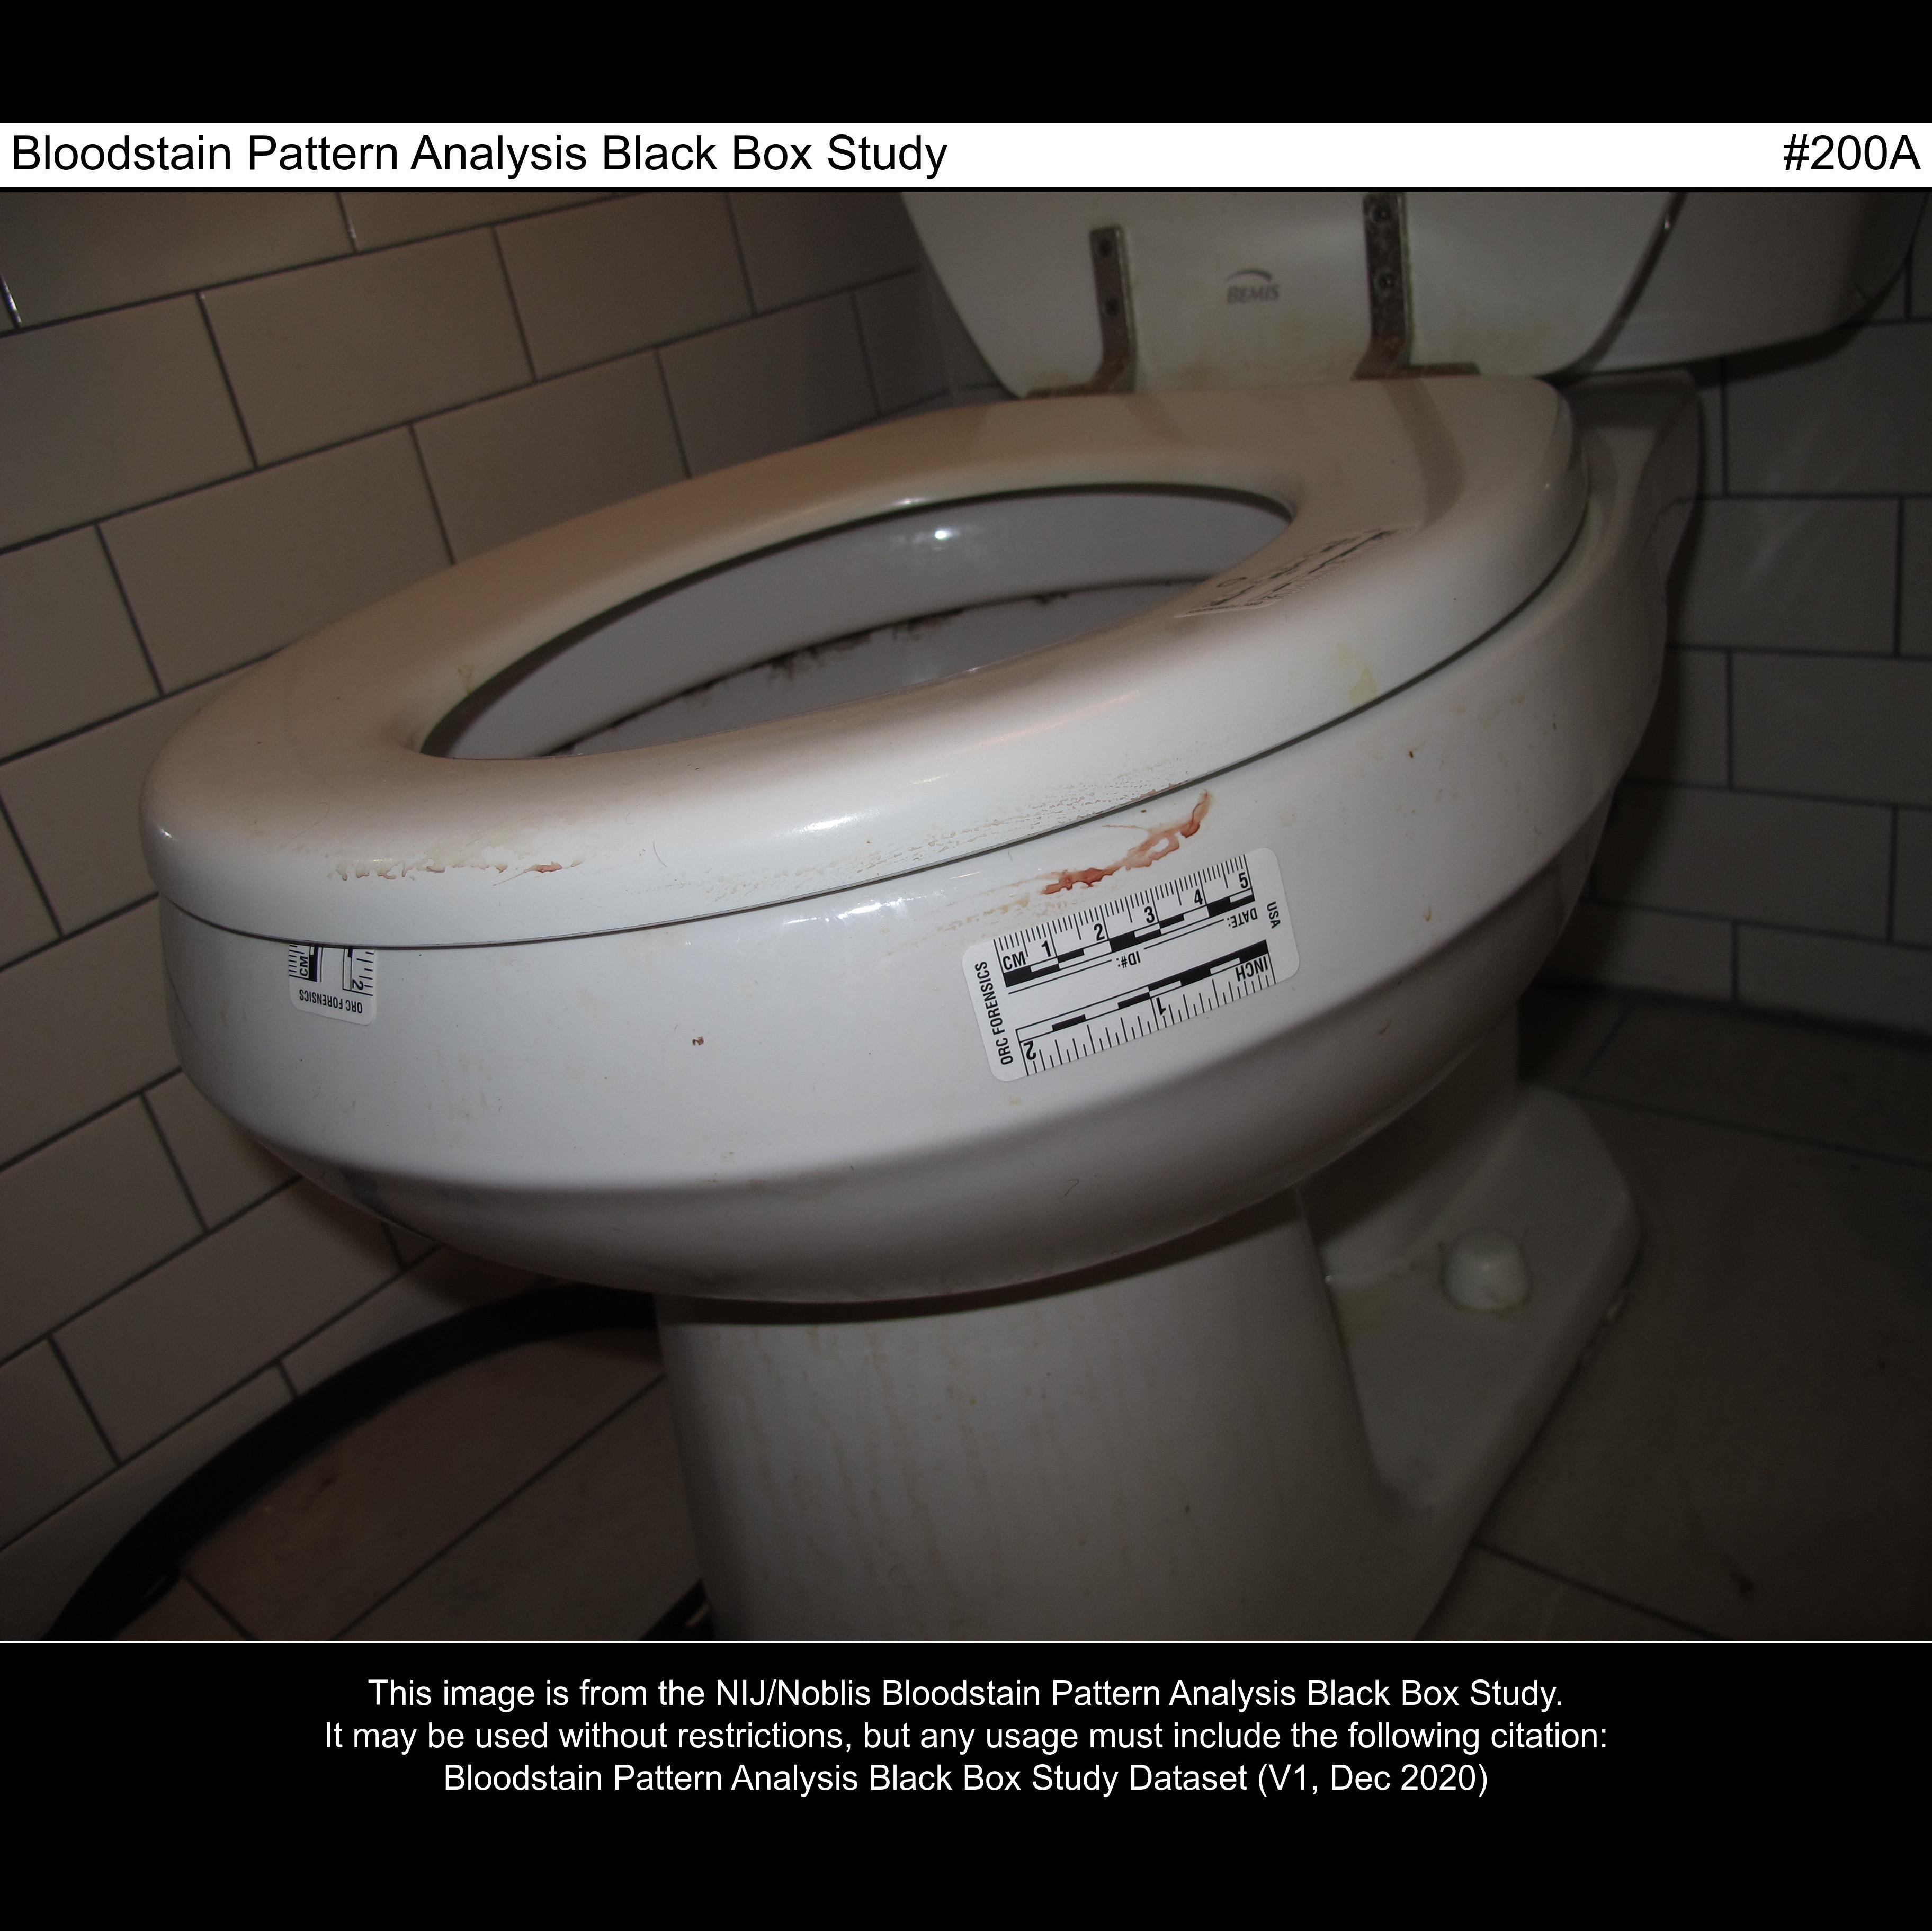 Bloodstain Pattern Analysis Black Box Study #200A
BEMIS
CM 1 2 3 4 5
ID#: DATE:
USA
ORC FORENSICS
INCH
1
2
CM
2
ORC FORENSICS
This image is from the NIJ/Noblis Bloodstain Pattern Analysis Black Box Study.
It may be used without restrictions, but any usage must include the following citation:
Bloodstain Pattern Analysis Black Box Study Dataset (V1, Dec 2020)